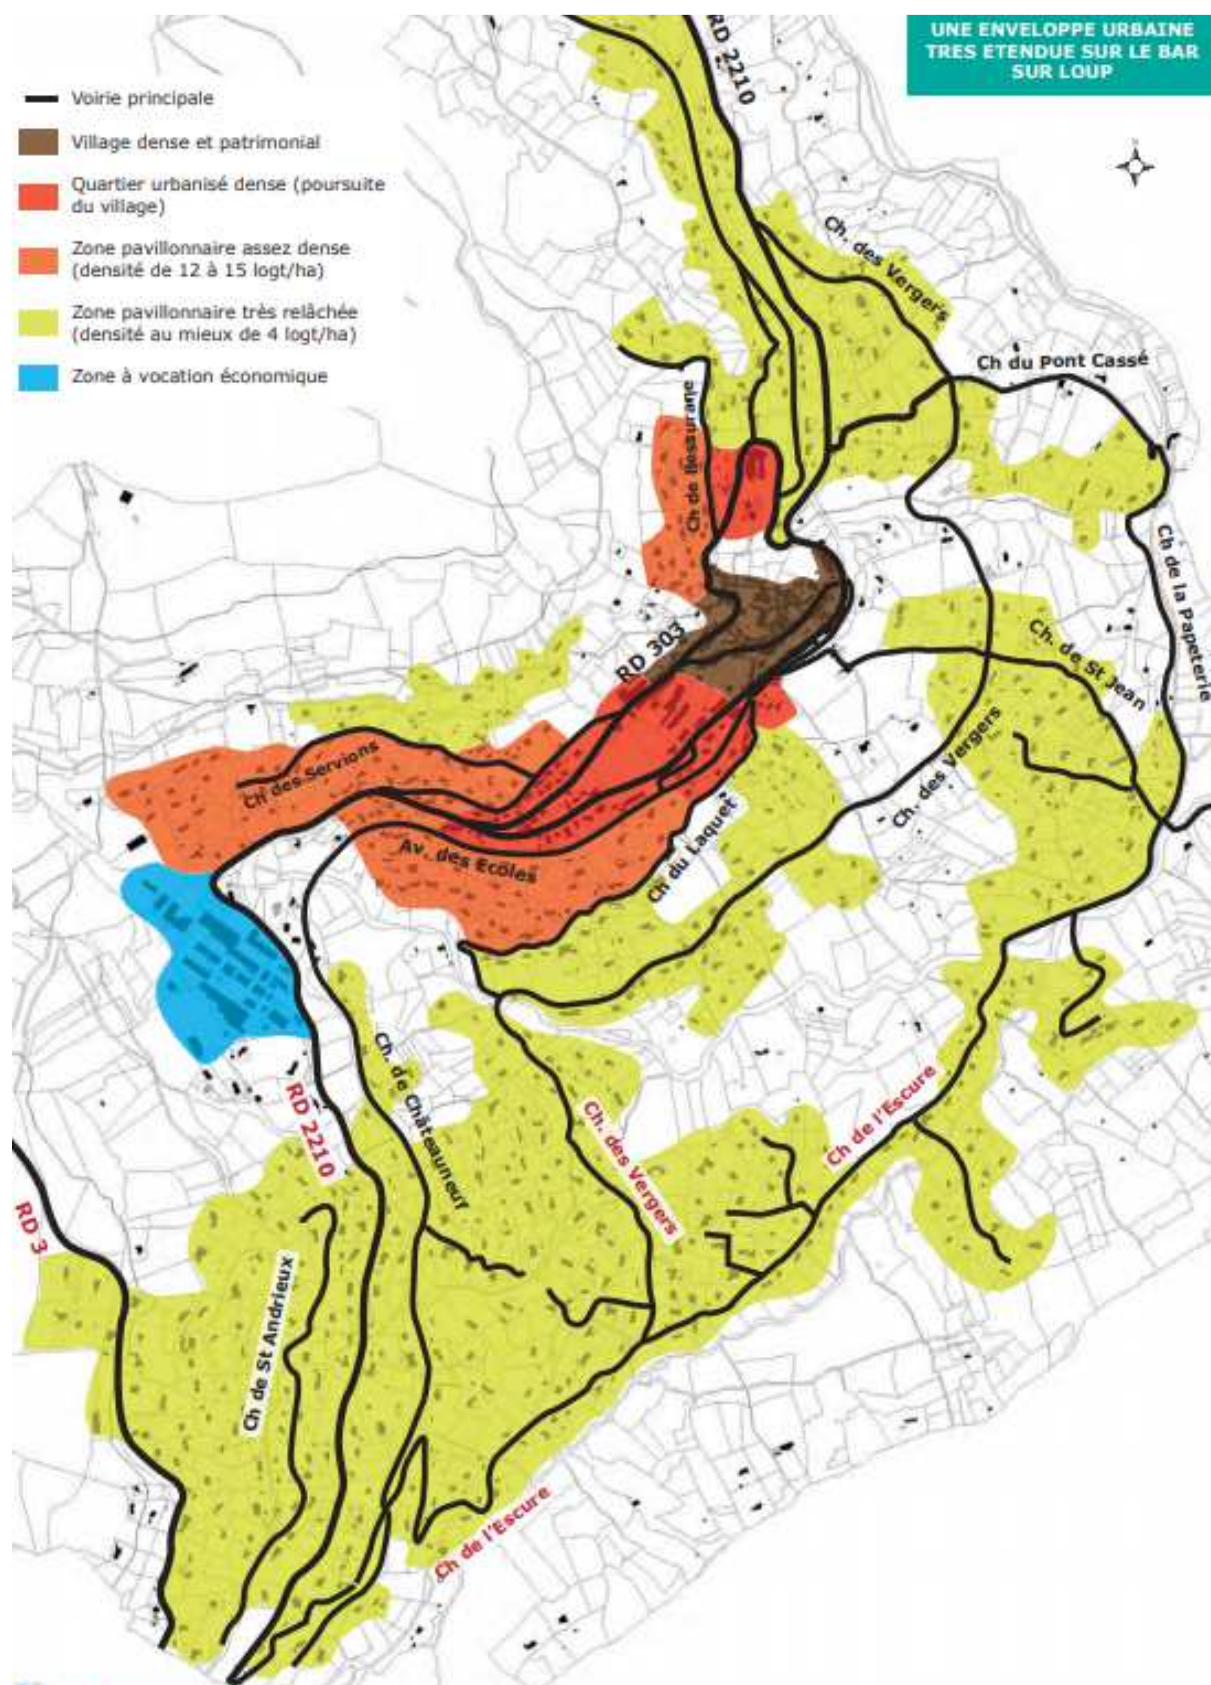 UNE ENVELOPPE URBAINE
TRES ETENDUE SUR LE BAR
SUR LOUP
Voirie principale
Village dense et patrimonial
Quartier urbanisé dense (poursuite
du village)
Zone pavillonnaire assez dense
(densité de 12 à 15 logt/ha)
Zone pavillonnaire très relâchée
(densité au mieux de 4 logt/ha)
Zone à vocation économique
RD 2210
Ch. des Vergers
Ch du Pont Cassé
Ch de Bessurane
Ch de la Papeterie
RD 303
Ch. de St Jean
Ch des Servions
Ch. des Vergers
Av. des Ecoles
Ch du Laquet
Ch. de Châteauneuf
RD 2210
Ch. des Vergers
Ch de l'Escure
RD 3
Ch de St Andrieux
Ch de l'Escure